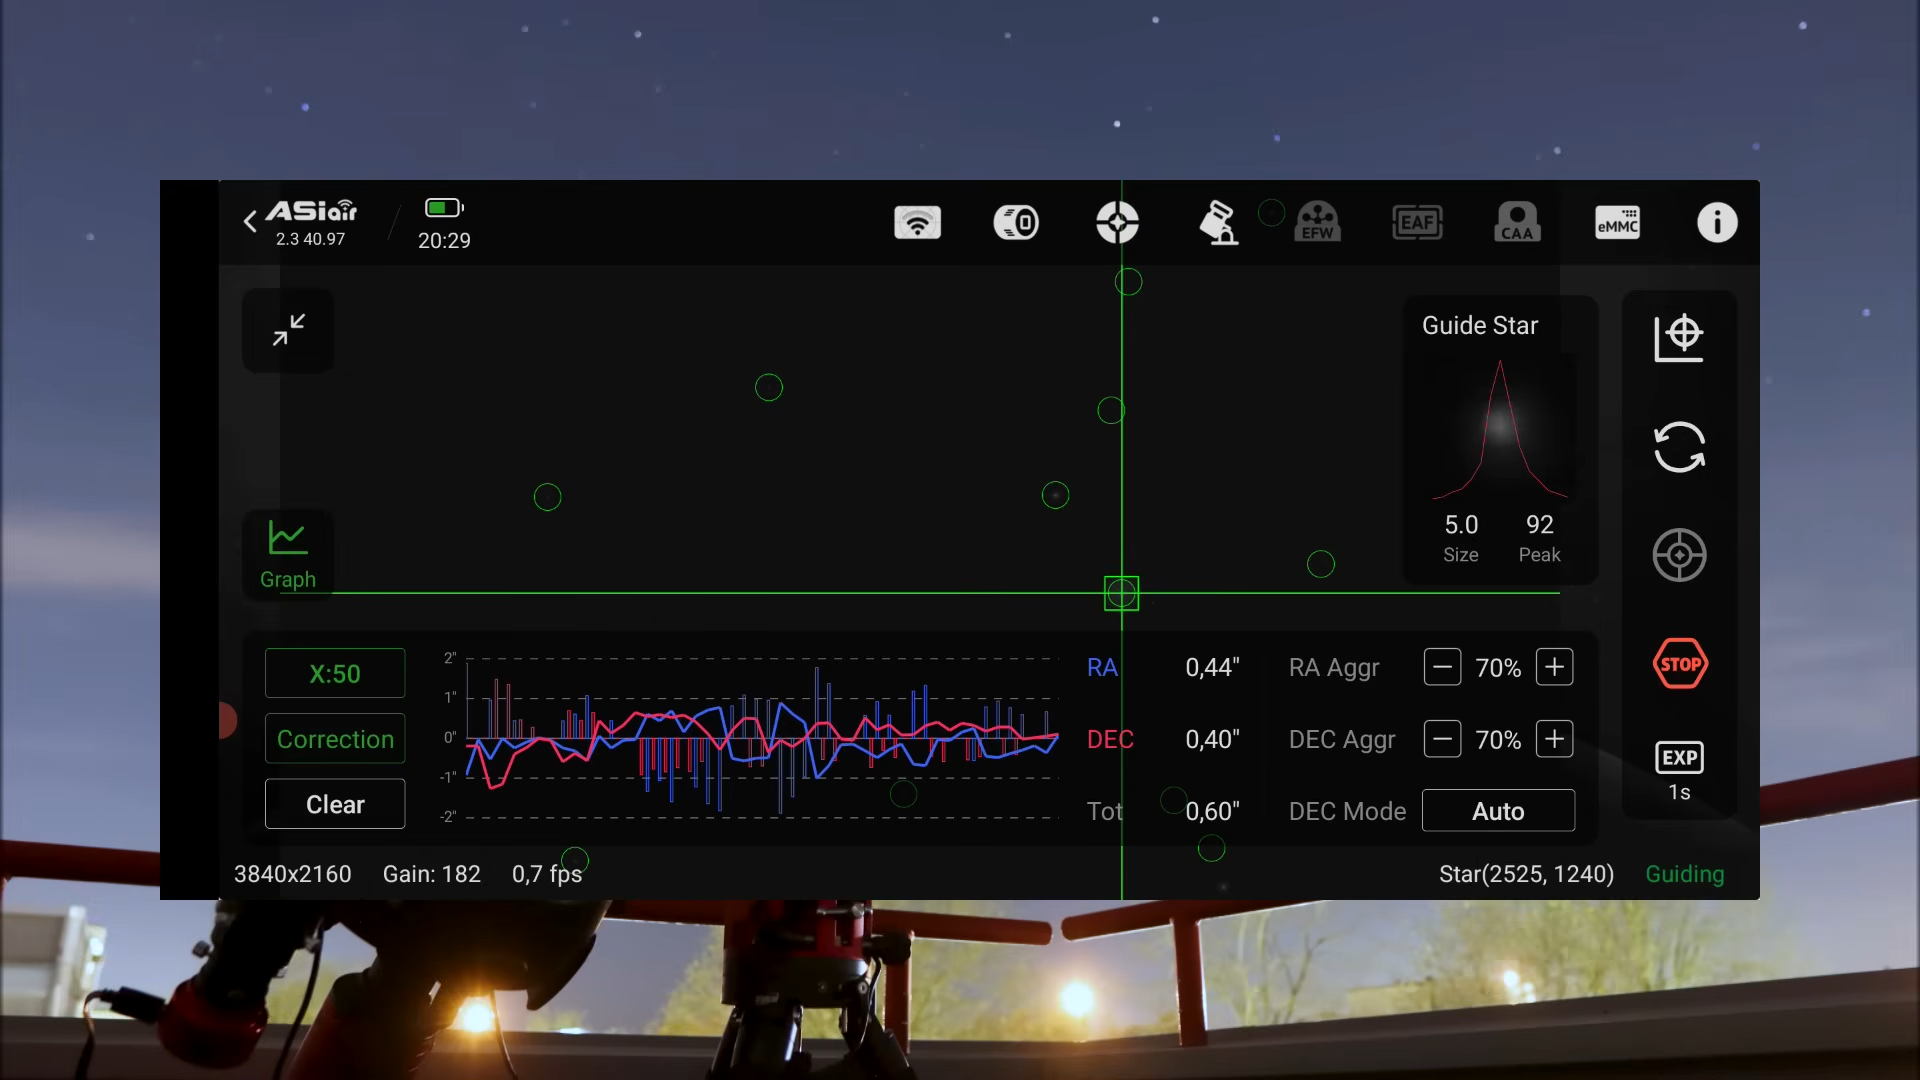 ASiair
2.3 40.97
20:29
EFW
EAF
CAA
eMMC
Guide Star
5.0 92
Size Peak
Graph
STOP
EXP
1s
X:50
Correction
Clear
2"
1"
0"
-1"
-2"
RA 0,44" RA Aggr 70%
DEC 0,40" DEC Aggr 70%
Tot 0,60" DEC Mode Auto
3840x2160 Gain: 182 0,7 fps Star(2525, 1240) Guiding